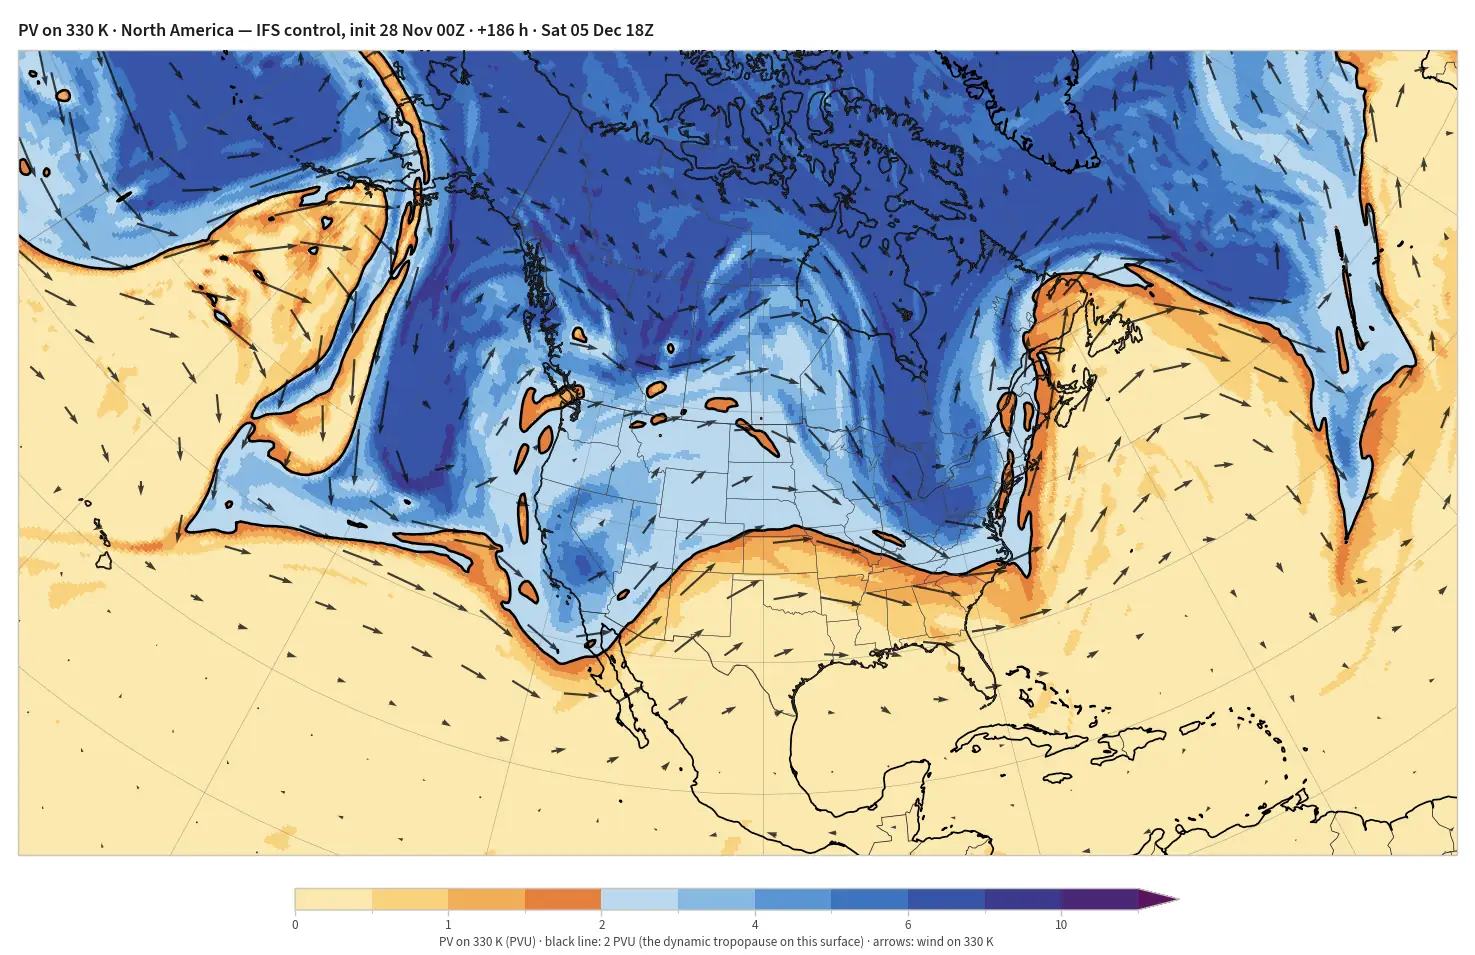 PV on 330 K · North America — IFS control, init 28 Nov 00Z · +186 h · Sat 05 Dec 18Z
0 1 2 4 6 10
PV on 330 K (PVU) · black line: 2 PVU (the dynamic tropopause on this surface) · arrows: wind on 330 K